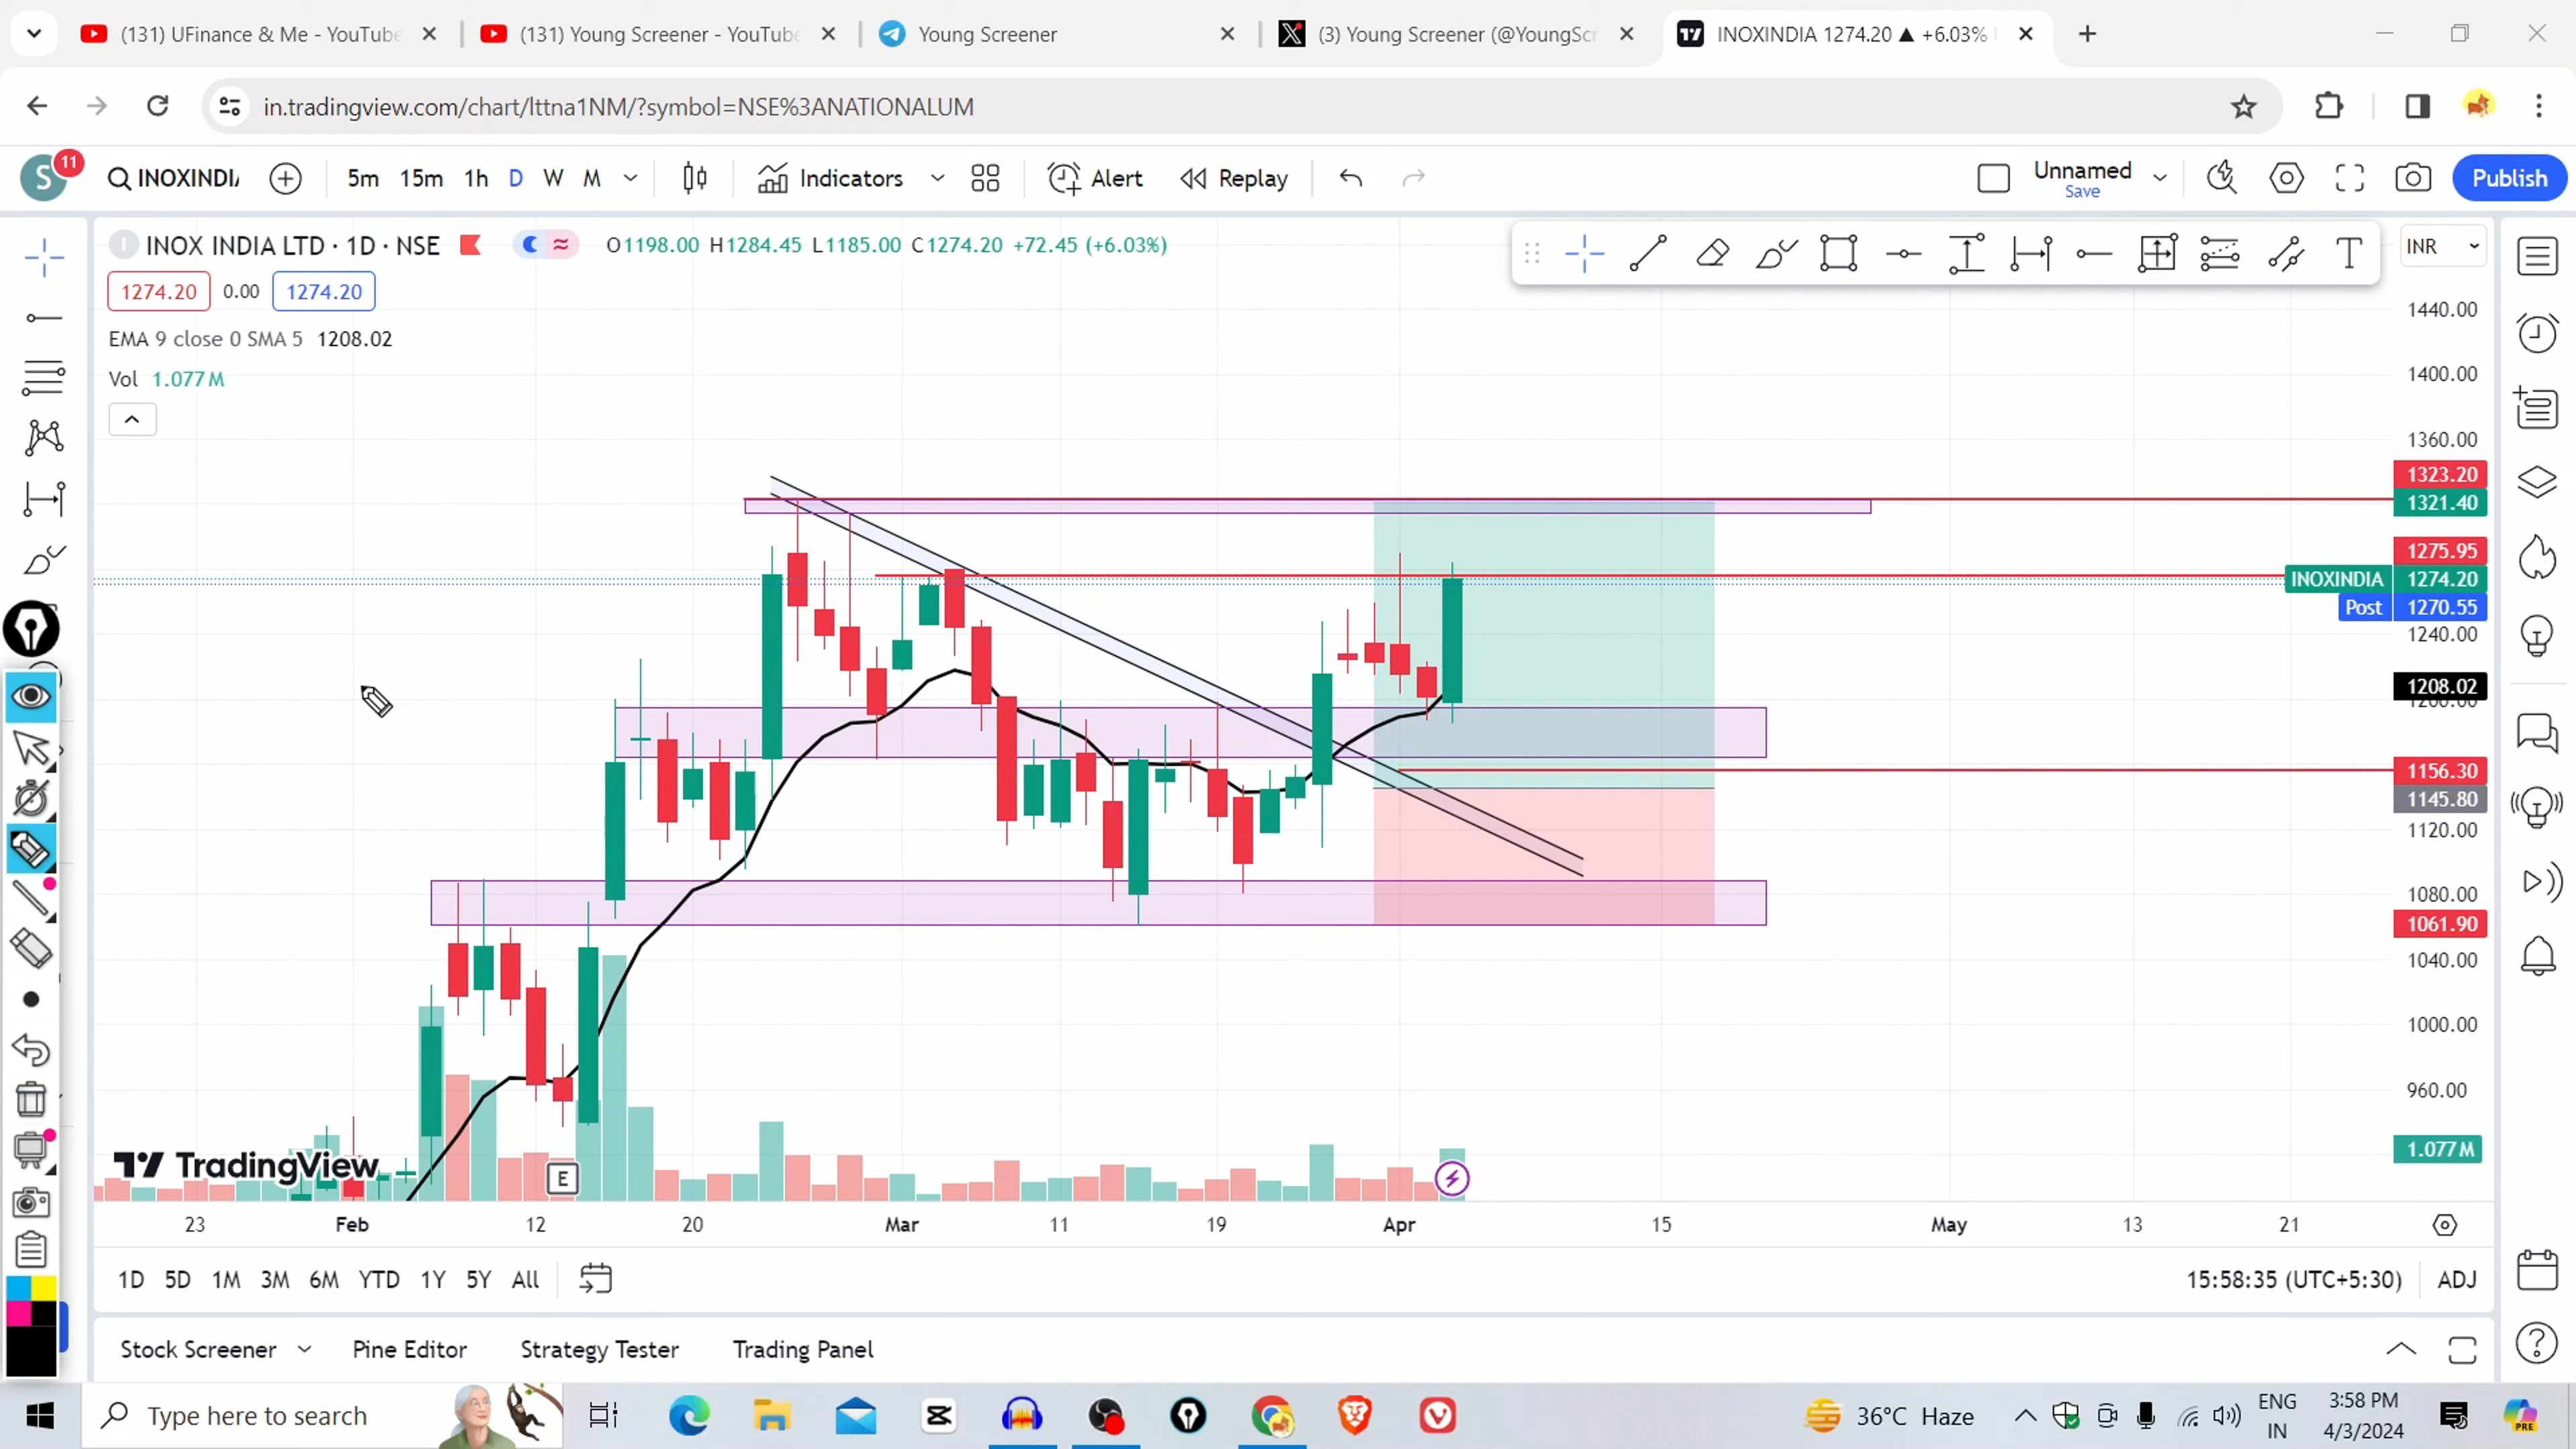 (131) UFinance & Me - YouTube
(131) Young Screener - YouTube
Young Screener
(3) Young Screener (@YoungScr
INOXINDIA 1274.20 ▲ +6.03%
in.tradingview.com/chart/lttna1NM/?symbol=NSE%3ANATIONALUM
S
11
INOXINDIA
5m 15m 1h D W M
Indicators
Alert
Replay
Unnamed
Save
Publish
I INOX INDIA LTD · 1D · NSE
O1198.00 H1284.45 L1185.00 C1274.20 +72.45 (+6.03%)
INR
1274.20 0.00 1274.20
EMA 9 close 0 SMA 5 1208.02
Vol 1.077M
1440.00
1400.00
1360.00
1323.20
1321.40
1275.95
INOXINDIA 1274.20
Post 1270.55
1240.00
1208.02
1200.00
1156.30
1145.80
1120.00
1080.00
1061.90
1040.00
1000.00
960.00
1.077M
TradingView
E
23 Feb 12 20 Mar 11 19 Apr 15 May 13 21
1D 5D 1M 3M 6M YTD 1Y 5Y All
15:58:35 (UTC+5:30) ADJ
Stock Screener Pine Editor Strategy Tester Trading Panel
Type here to search
36°C Haze
ENG
IN
3:58 PM
4/3/2024
PRE